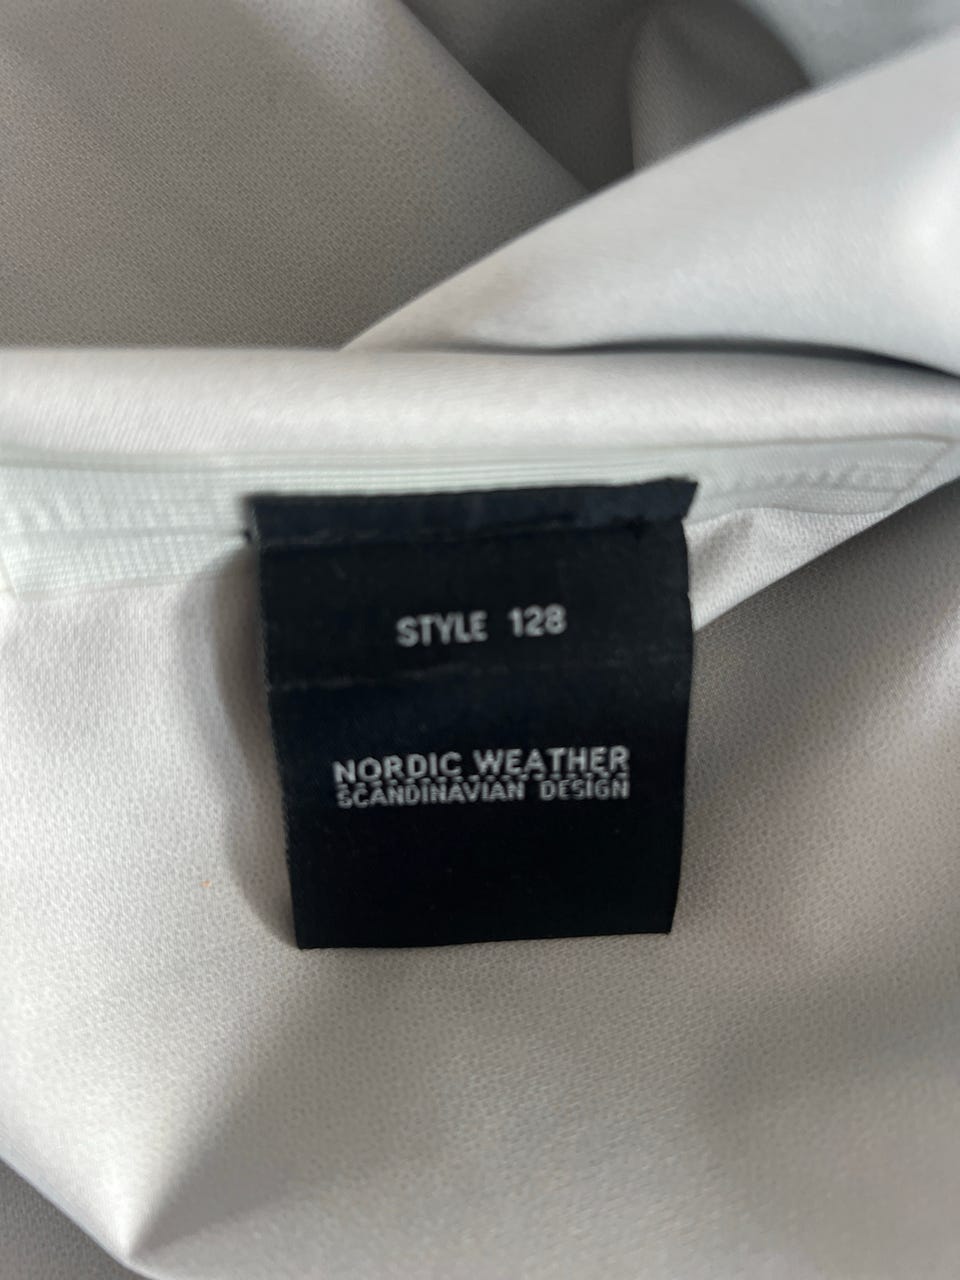 STYLE 128
NORDIC WEATHER
SCANDINAVIAN DESIGN